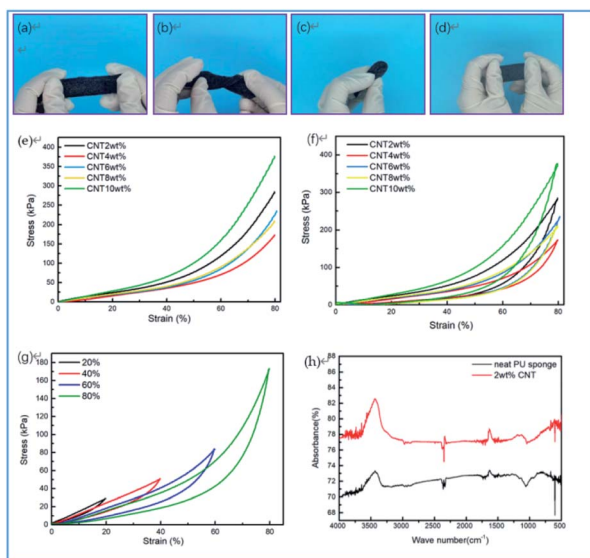 (a)↵
↵
(b)↵
(c)↵
(d)↵
(e)↵
CNT2wt%
CNT4wt%
CNT6wt%
CNT8wt%
CNT10wt%
Stress (kPa)
400
350
300
250
200
150
100
50
0
0 20 40 60 80
Strain (%)
(f)↵
CNT2wt%
CNT4wt%
CNT6wt%
CNT8wt%
CNT10wt%
Stress (kPa)
400
300
200
100
0
0 20 40 60 80
Strain (%)
(g)↵
20%
40%
60%
80%
Stress (kPa)
180
160
140
120
100
80
60
40
20
0
0 20 40 60 80
Strain (%)
(h)↵
neat PU sponge
2wt% CNT
Absorbance(%)
88
86
84
82
80
78
76
74
72
70
68
4000 3500 3000 2500 2000 1500 1000 500
Wave number(cm⁻¹)